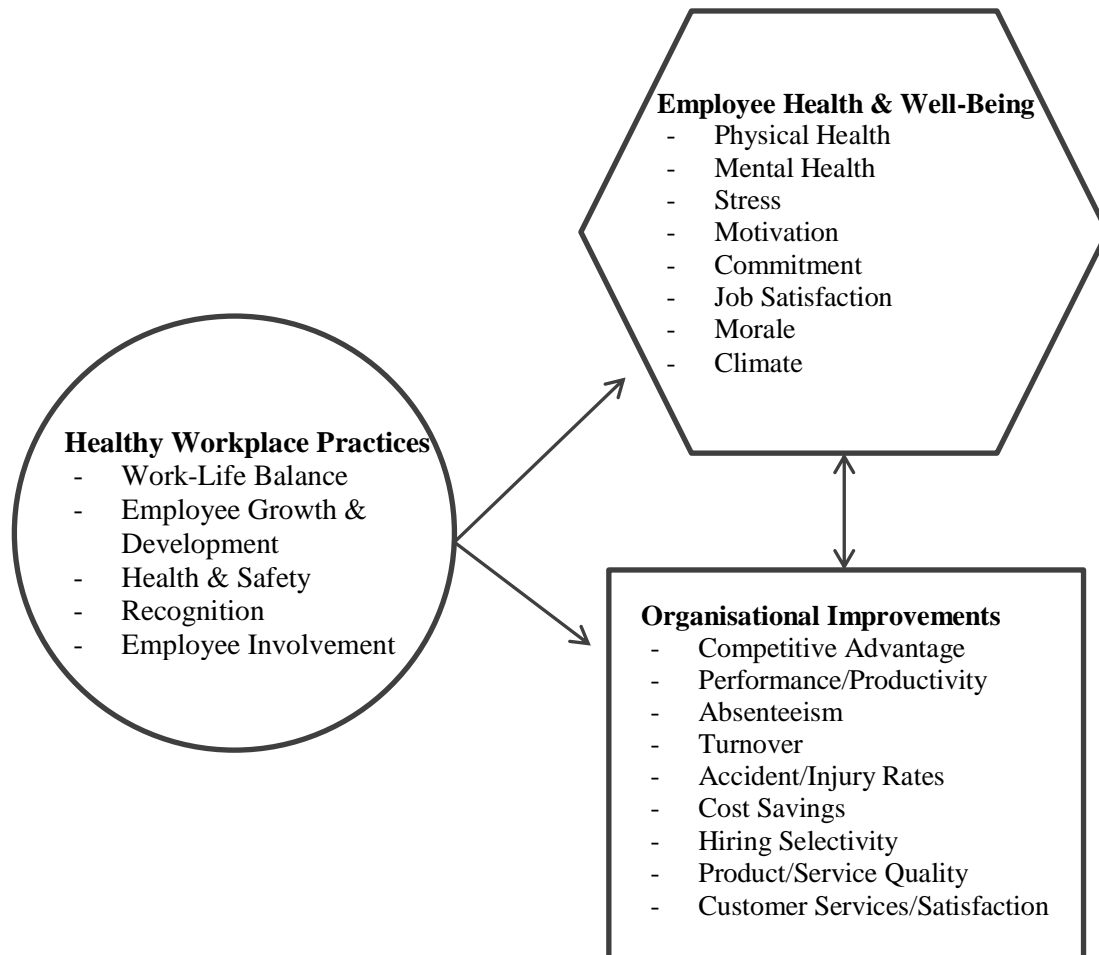 Employee Health & Well-Being
- Physical Health
- Mental Health
- Stress
- Motivation
- Commitment
- Job Satisfaction
- Morale
- Climate
Healthy Workplace Practices
- Work-Life Balance
- Employee Growth &
Development
- Health & Safety
- Recognition
- Employee Involvement
Organisational Improvements
- Competitive Advantage
- Performance/Productivity
- Absenteeism
- Turnover
- Accident/Injury Rates
- Cost Savings
- Hiring Selectivity
- Product/Service Quality
- Customer Services/Satisfaction